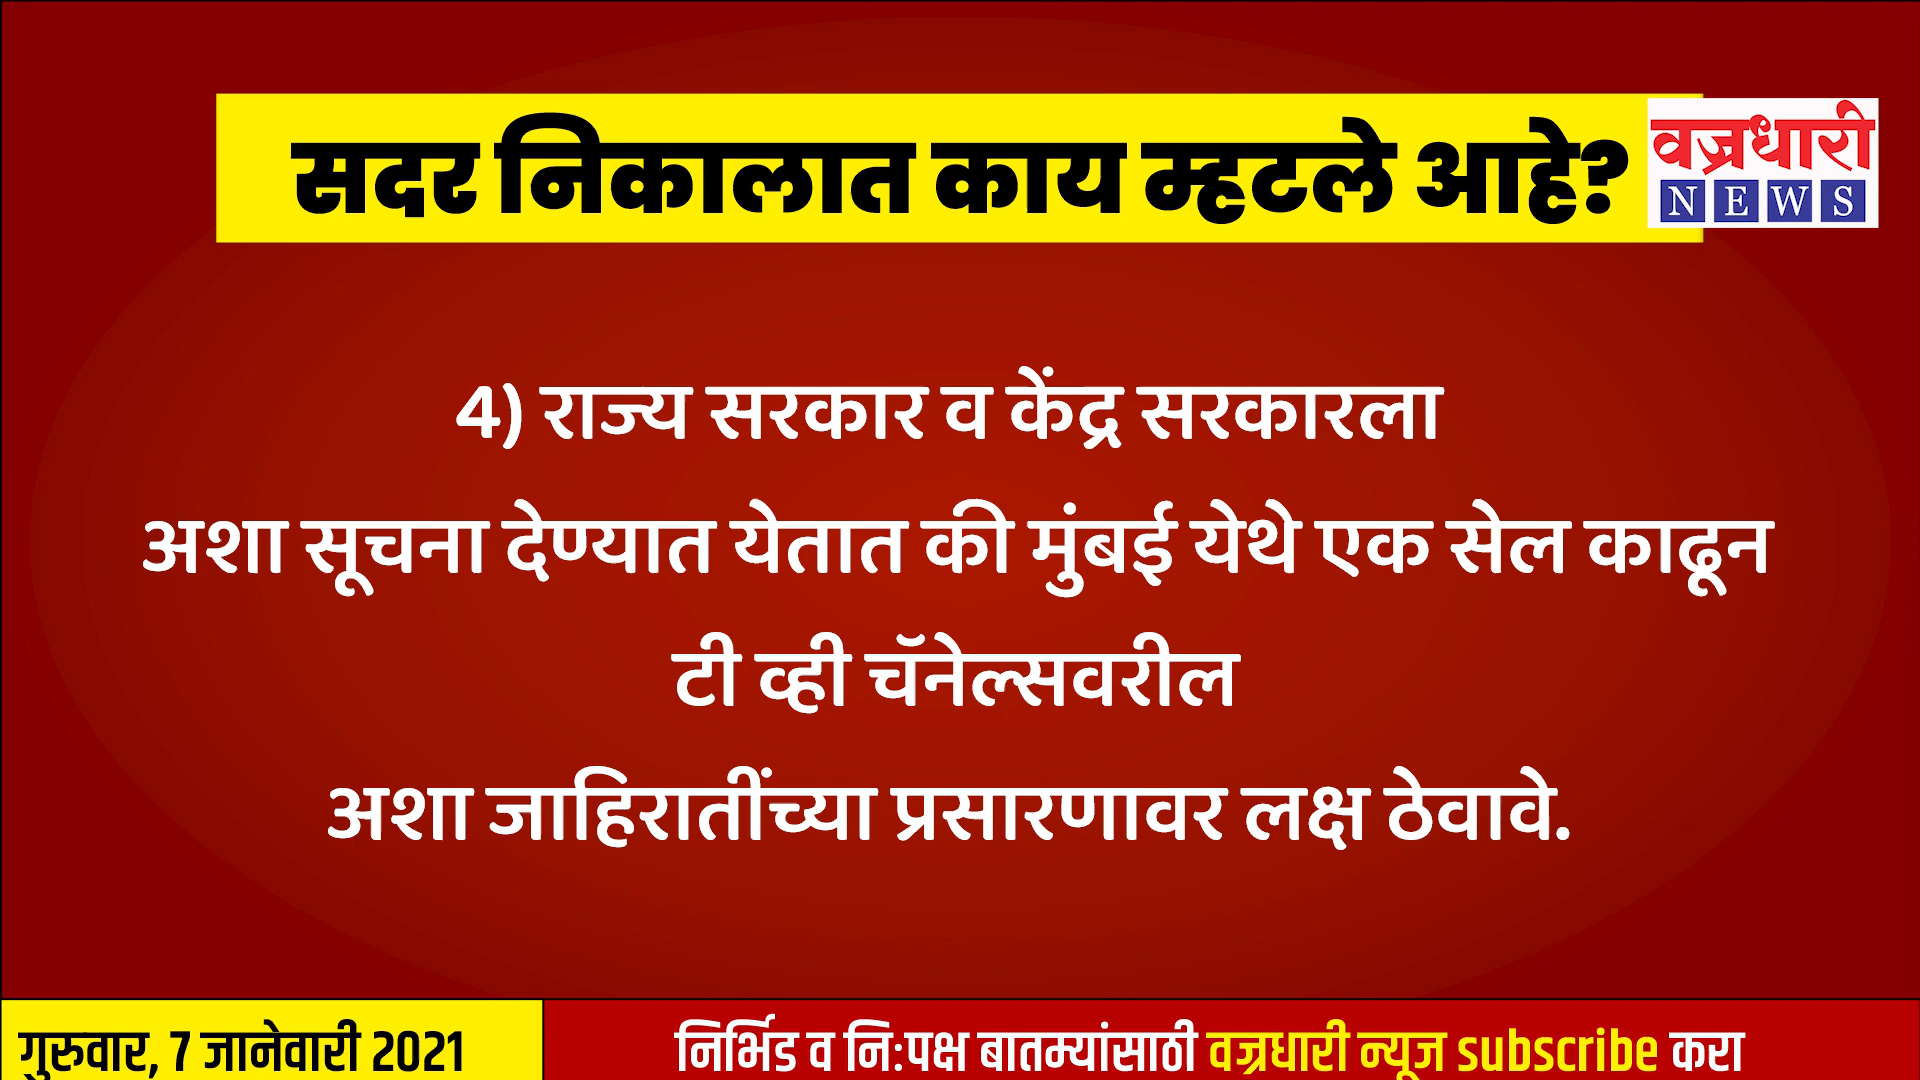 सदर निकालात काय म्हटले आहे?
वज्रधारी
NEWS
4) राज्य सरकार व केंद्र सरकारला
अशा सूचना देण्यात येतात की मुंबई येथे एक सेल काढून
टी व्ही चॅनेल्सवरील
अशा जाहिरातींच्या प्रसारणावर लक्ष ठेवावे.
गुरुवार, 7 जानेवारी 2021
निर्भिड व नि:पक्ष बातम्यांसाठी वज्रधारी न्यूज subscribe करा